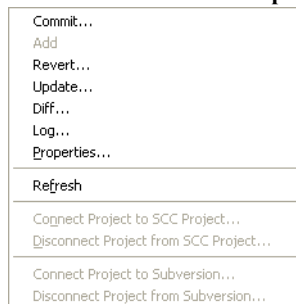 Commit...
Add
Revert...
Update...
Diff...
Log...
Properties...
Refresh
Connect Project to SCC Project...
Disconnect Project from SCC Project...
Connect Project to Subversion...
Disconnect Project from Subversion...